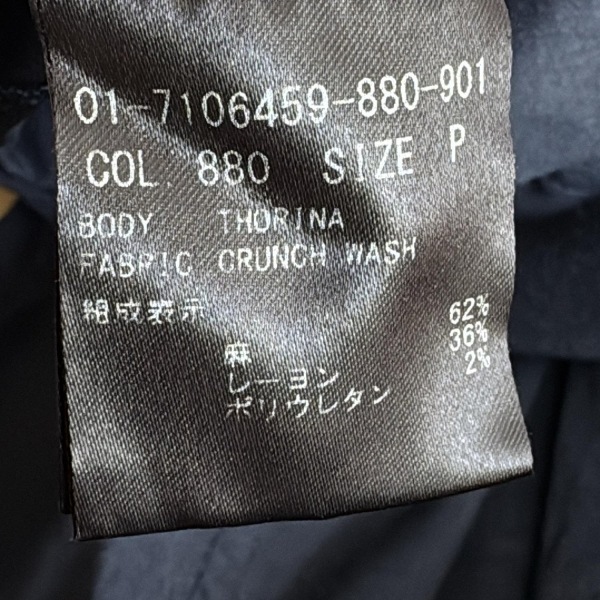 01-7106459-880-901
COL. 880 SIZE P
BODY THORINA
FABRIC CRUNCH WASH
組成表示
麻 62%
レーヨン 36%
ポリウレタン 2%